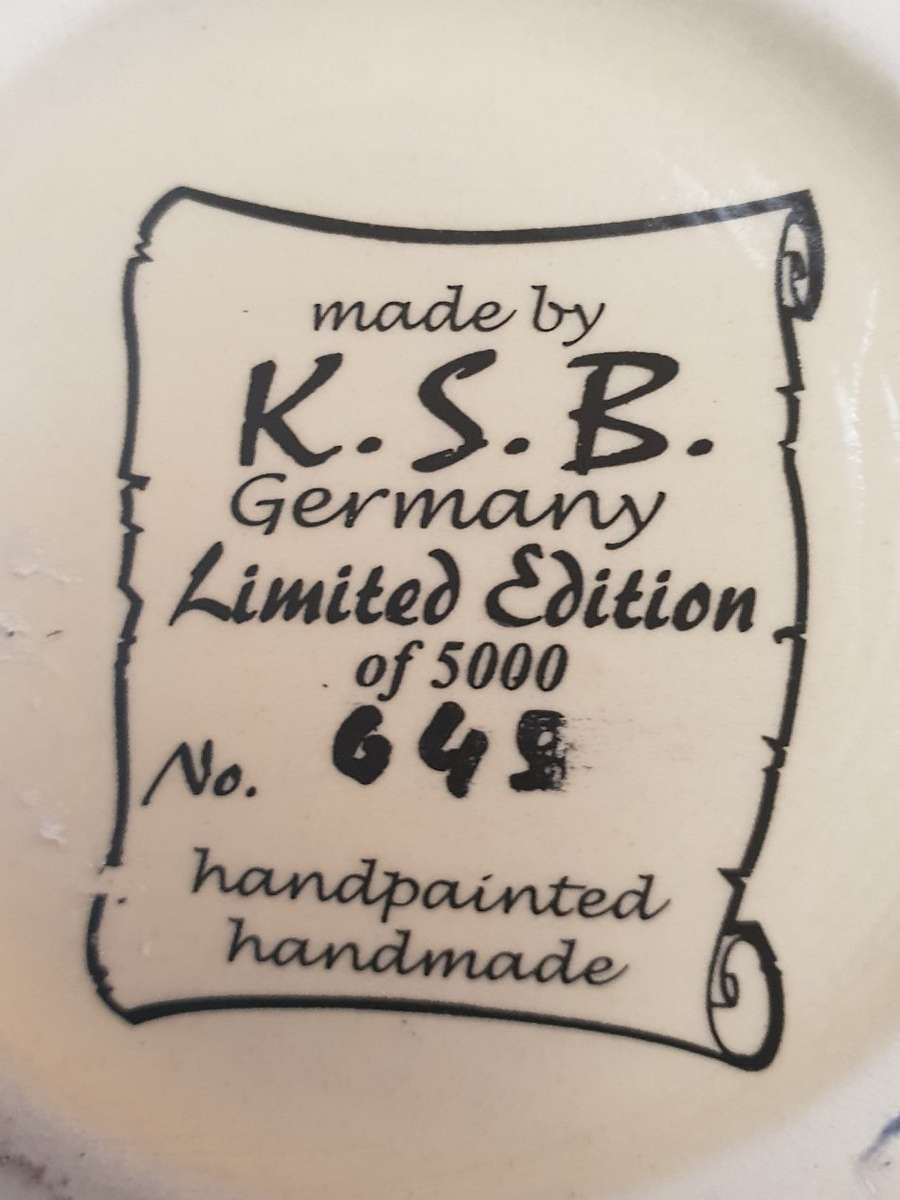 made by
K.S.B.
Germany
Limited Edition
of 5000
No.
handpainted
handmade